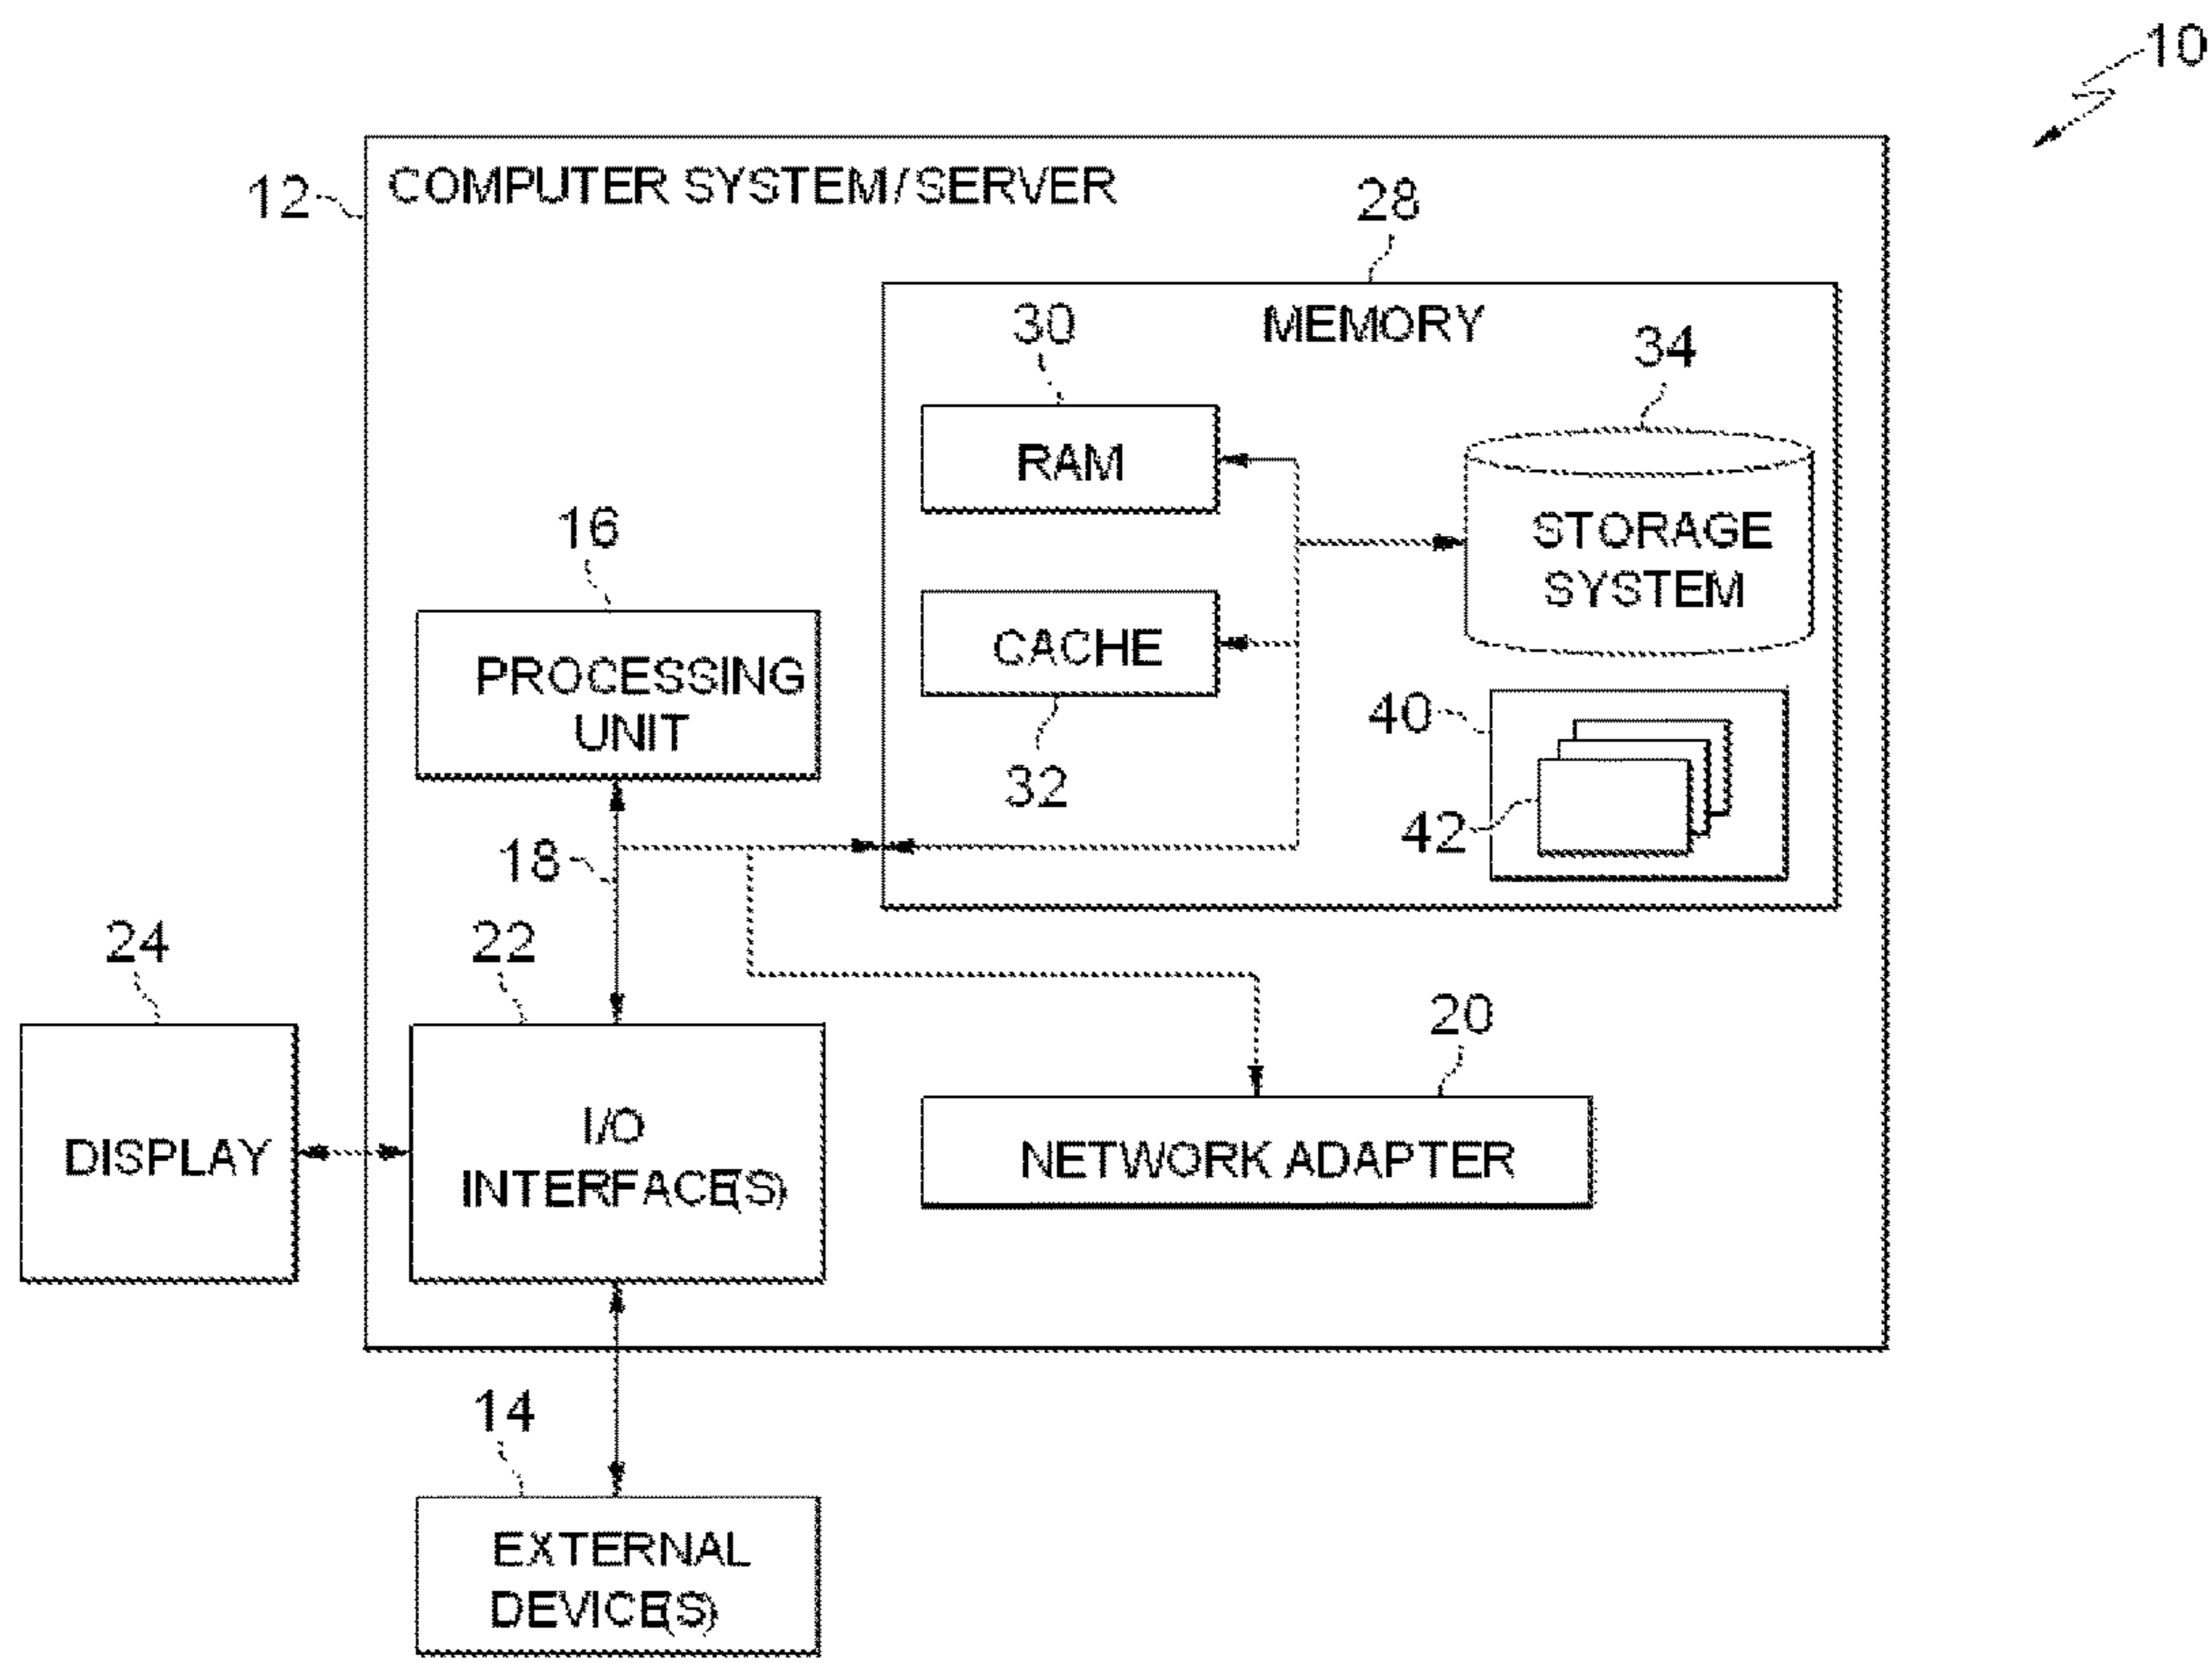 10
12
COMPUTER SYSTEM/SERVER
28
MEMORY
30
34
RAM
STORAGE
SYSTEM
16
PROCESSING
UNIT
CACHE
32
40
42
18
24
22
20
DISPLAY
I/O
INTERFACE(S)
NETWORK ADAPTER
14
EXTERNAL
DEVICE(S)